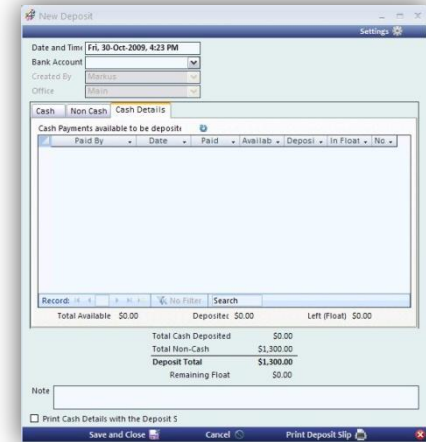 New Deposit
Settings
Date and Time Fri, 30-Oct-2009, 4:23 PM
Bank Account
Created By Markus
Office Main
Cash Non Cash Cash Details
Cash Payments available to be deposite
Paid By Date Paid Availab Deposi In Float No
Record: No Filter Search
Total Available $0.00 Deposited $0.00 Left (Float) $0.00
Total Cash Deposited $0.00
Total Non-Cash $1,300.00
Deposit Total $1,300.00
Remaining Float $0.00
Note
Print Cash Details with the Deposit S
Save and Close Cancel Print Deposit Slip